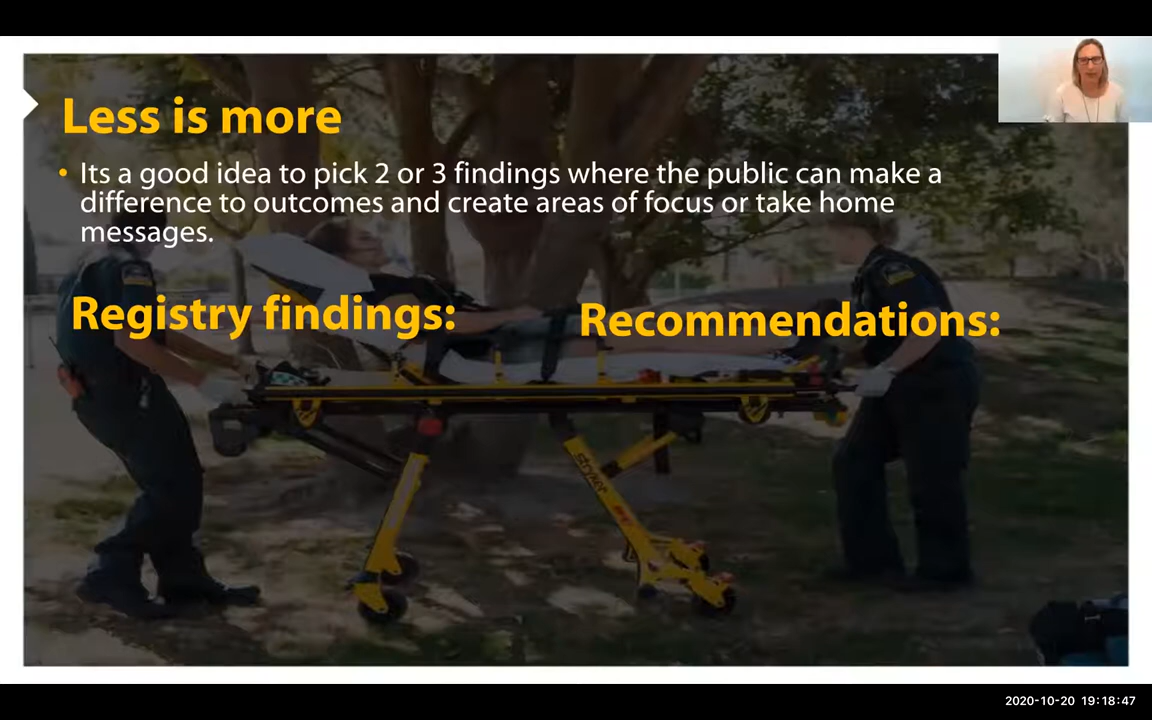 Less is more
• Its a good idea to pick 2 or 3 findings where the public can make a
difference to outcomes and create areas of focus or take home
messages.
Registry findings:
Recommendations:
stryker
2020-10-20 19:18:47